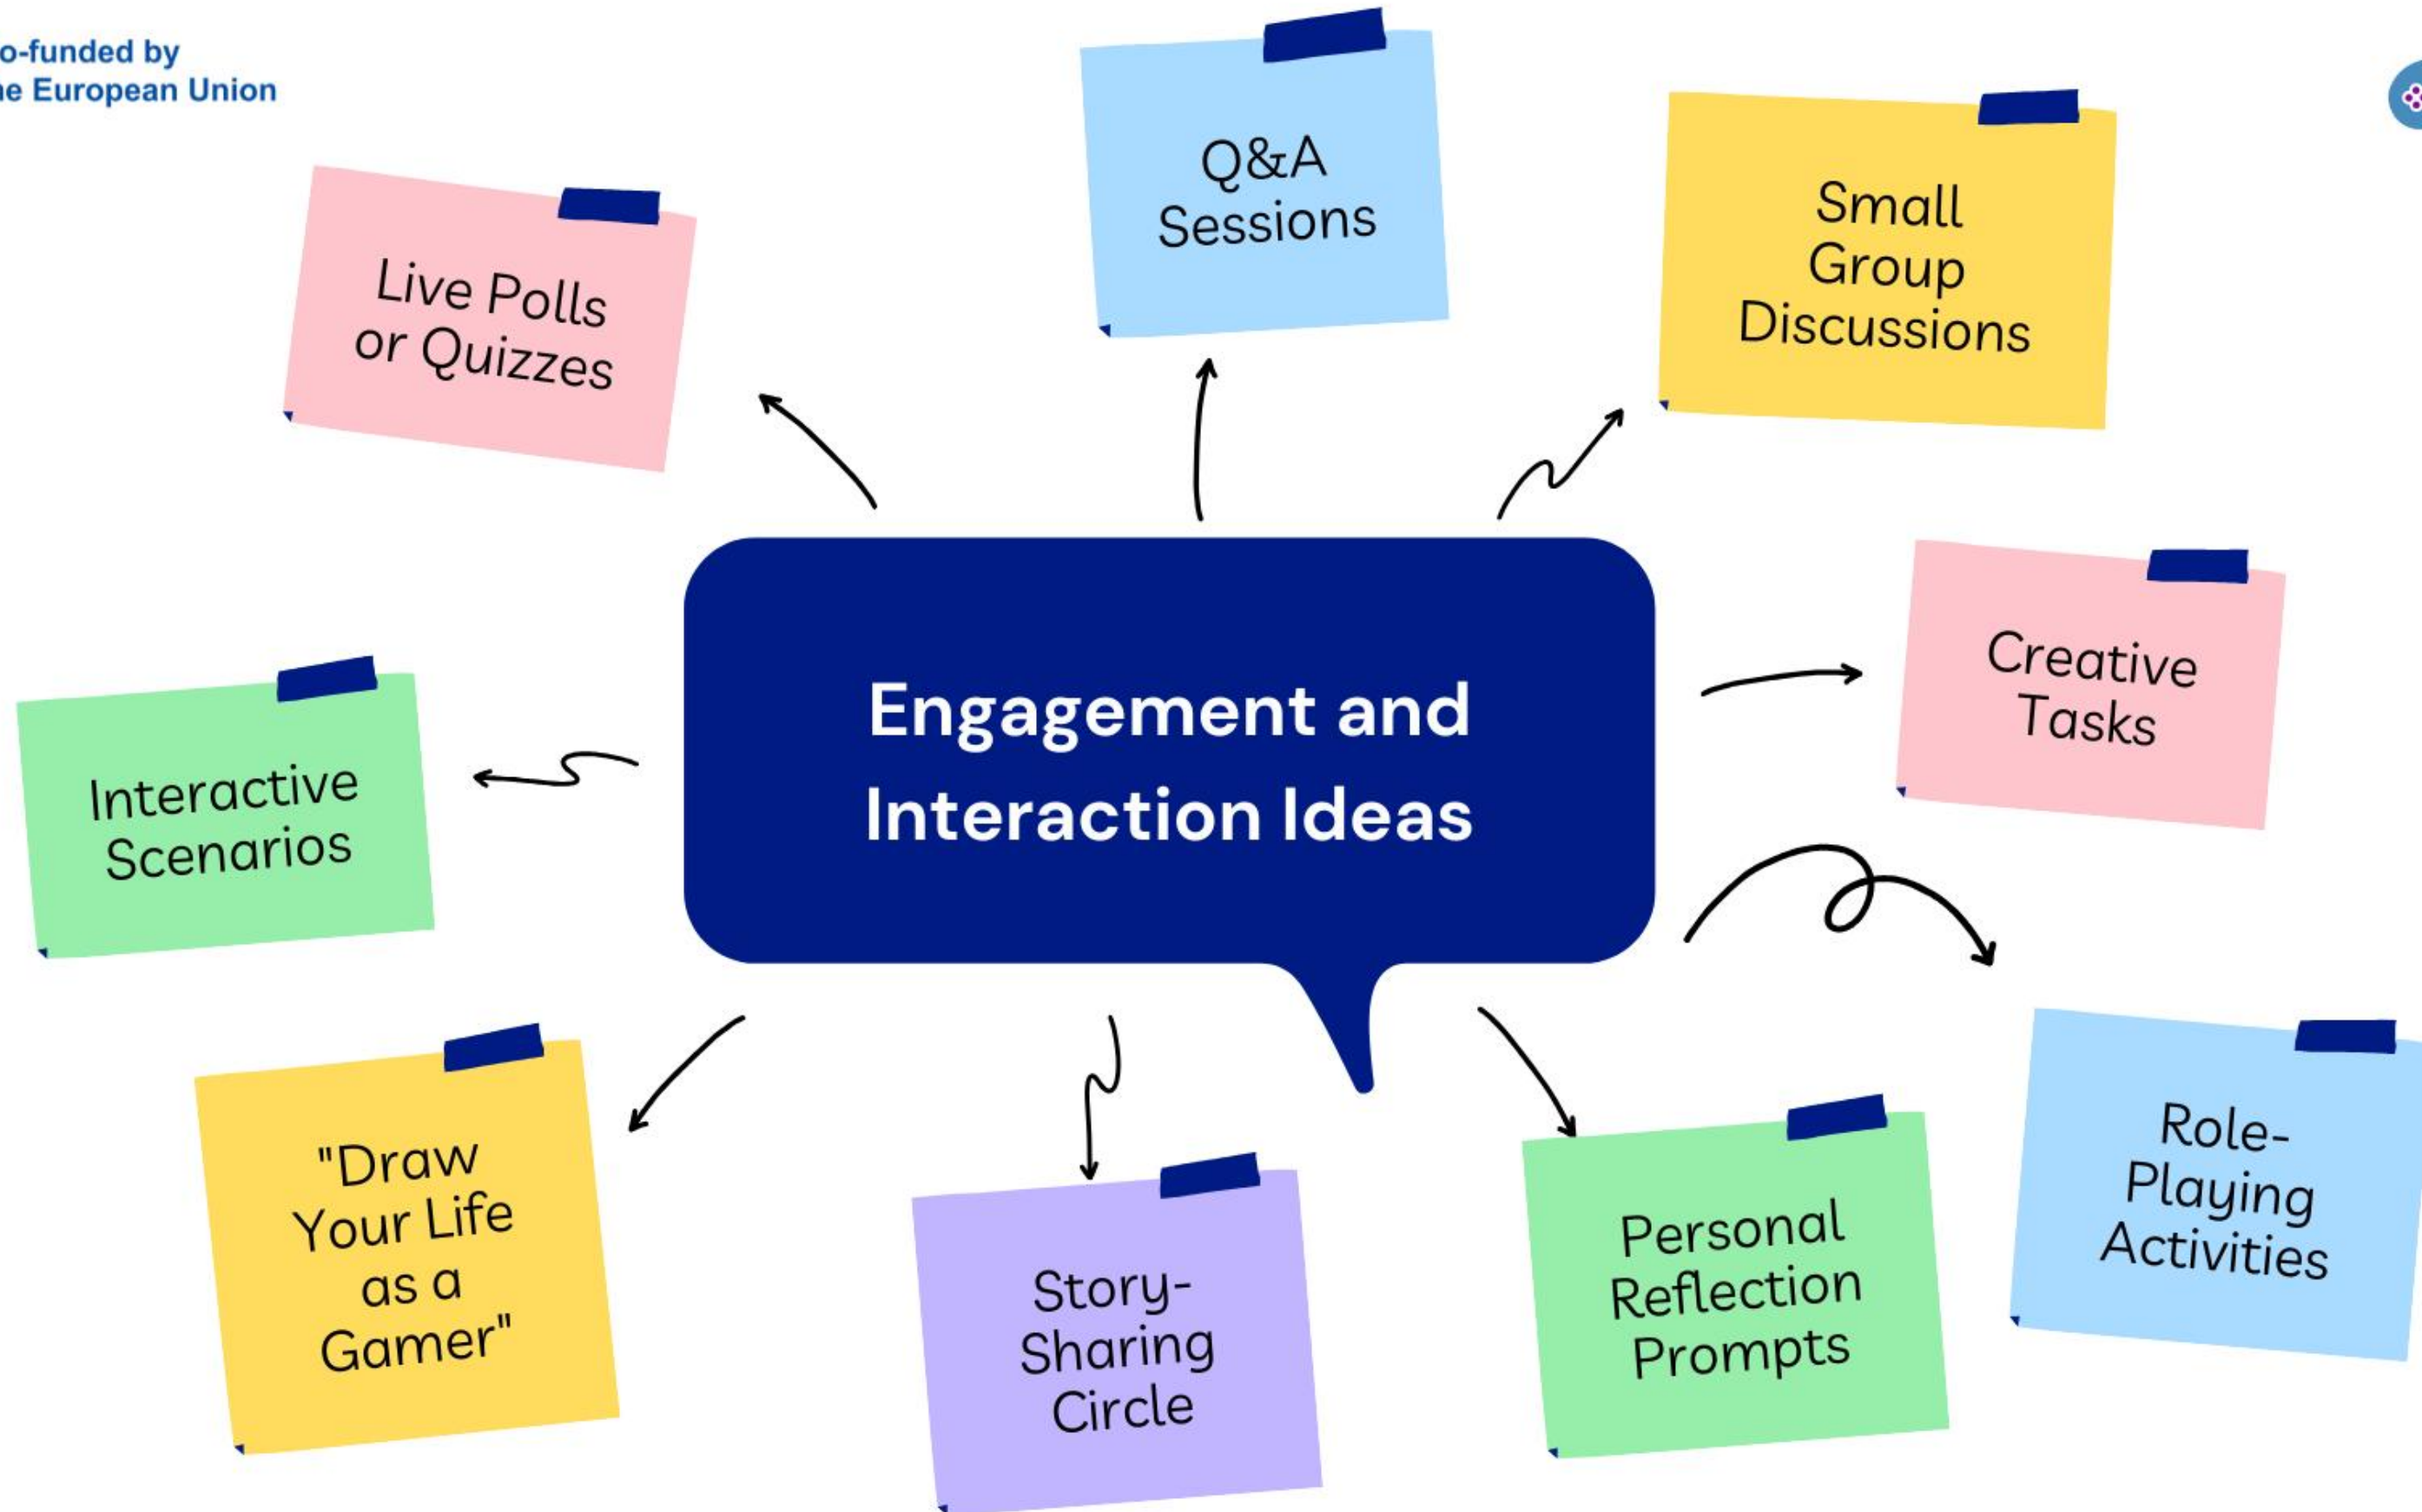 o-funded by
he European Union
Q&A
Sessions
Small
Group
Discussions
Live Polls
or Quizzes
Engagement and
Interaction Ideas
Creative
Tasks
Interactive
Scenarios
Role-
Playing
Activities
"Draw
Your Life
as a
Gamer"
Story-
Sharing
Circle
Personal
Reflection
Prompts